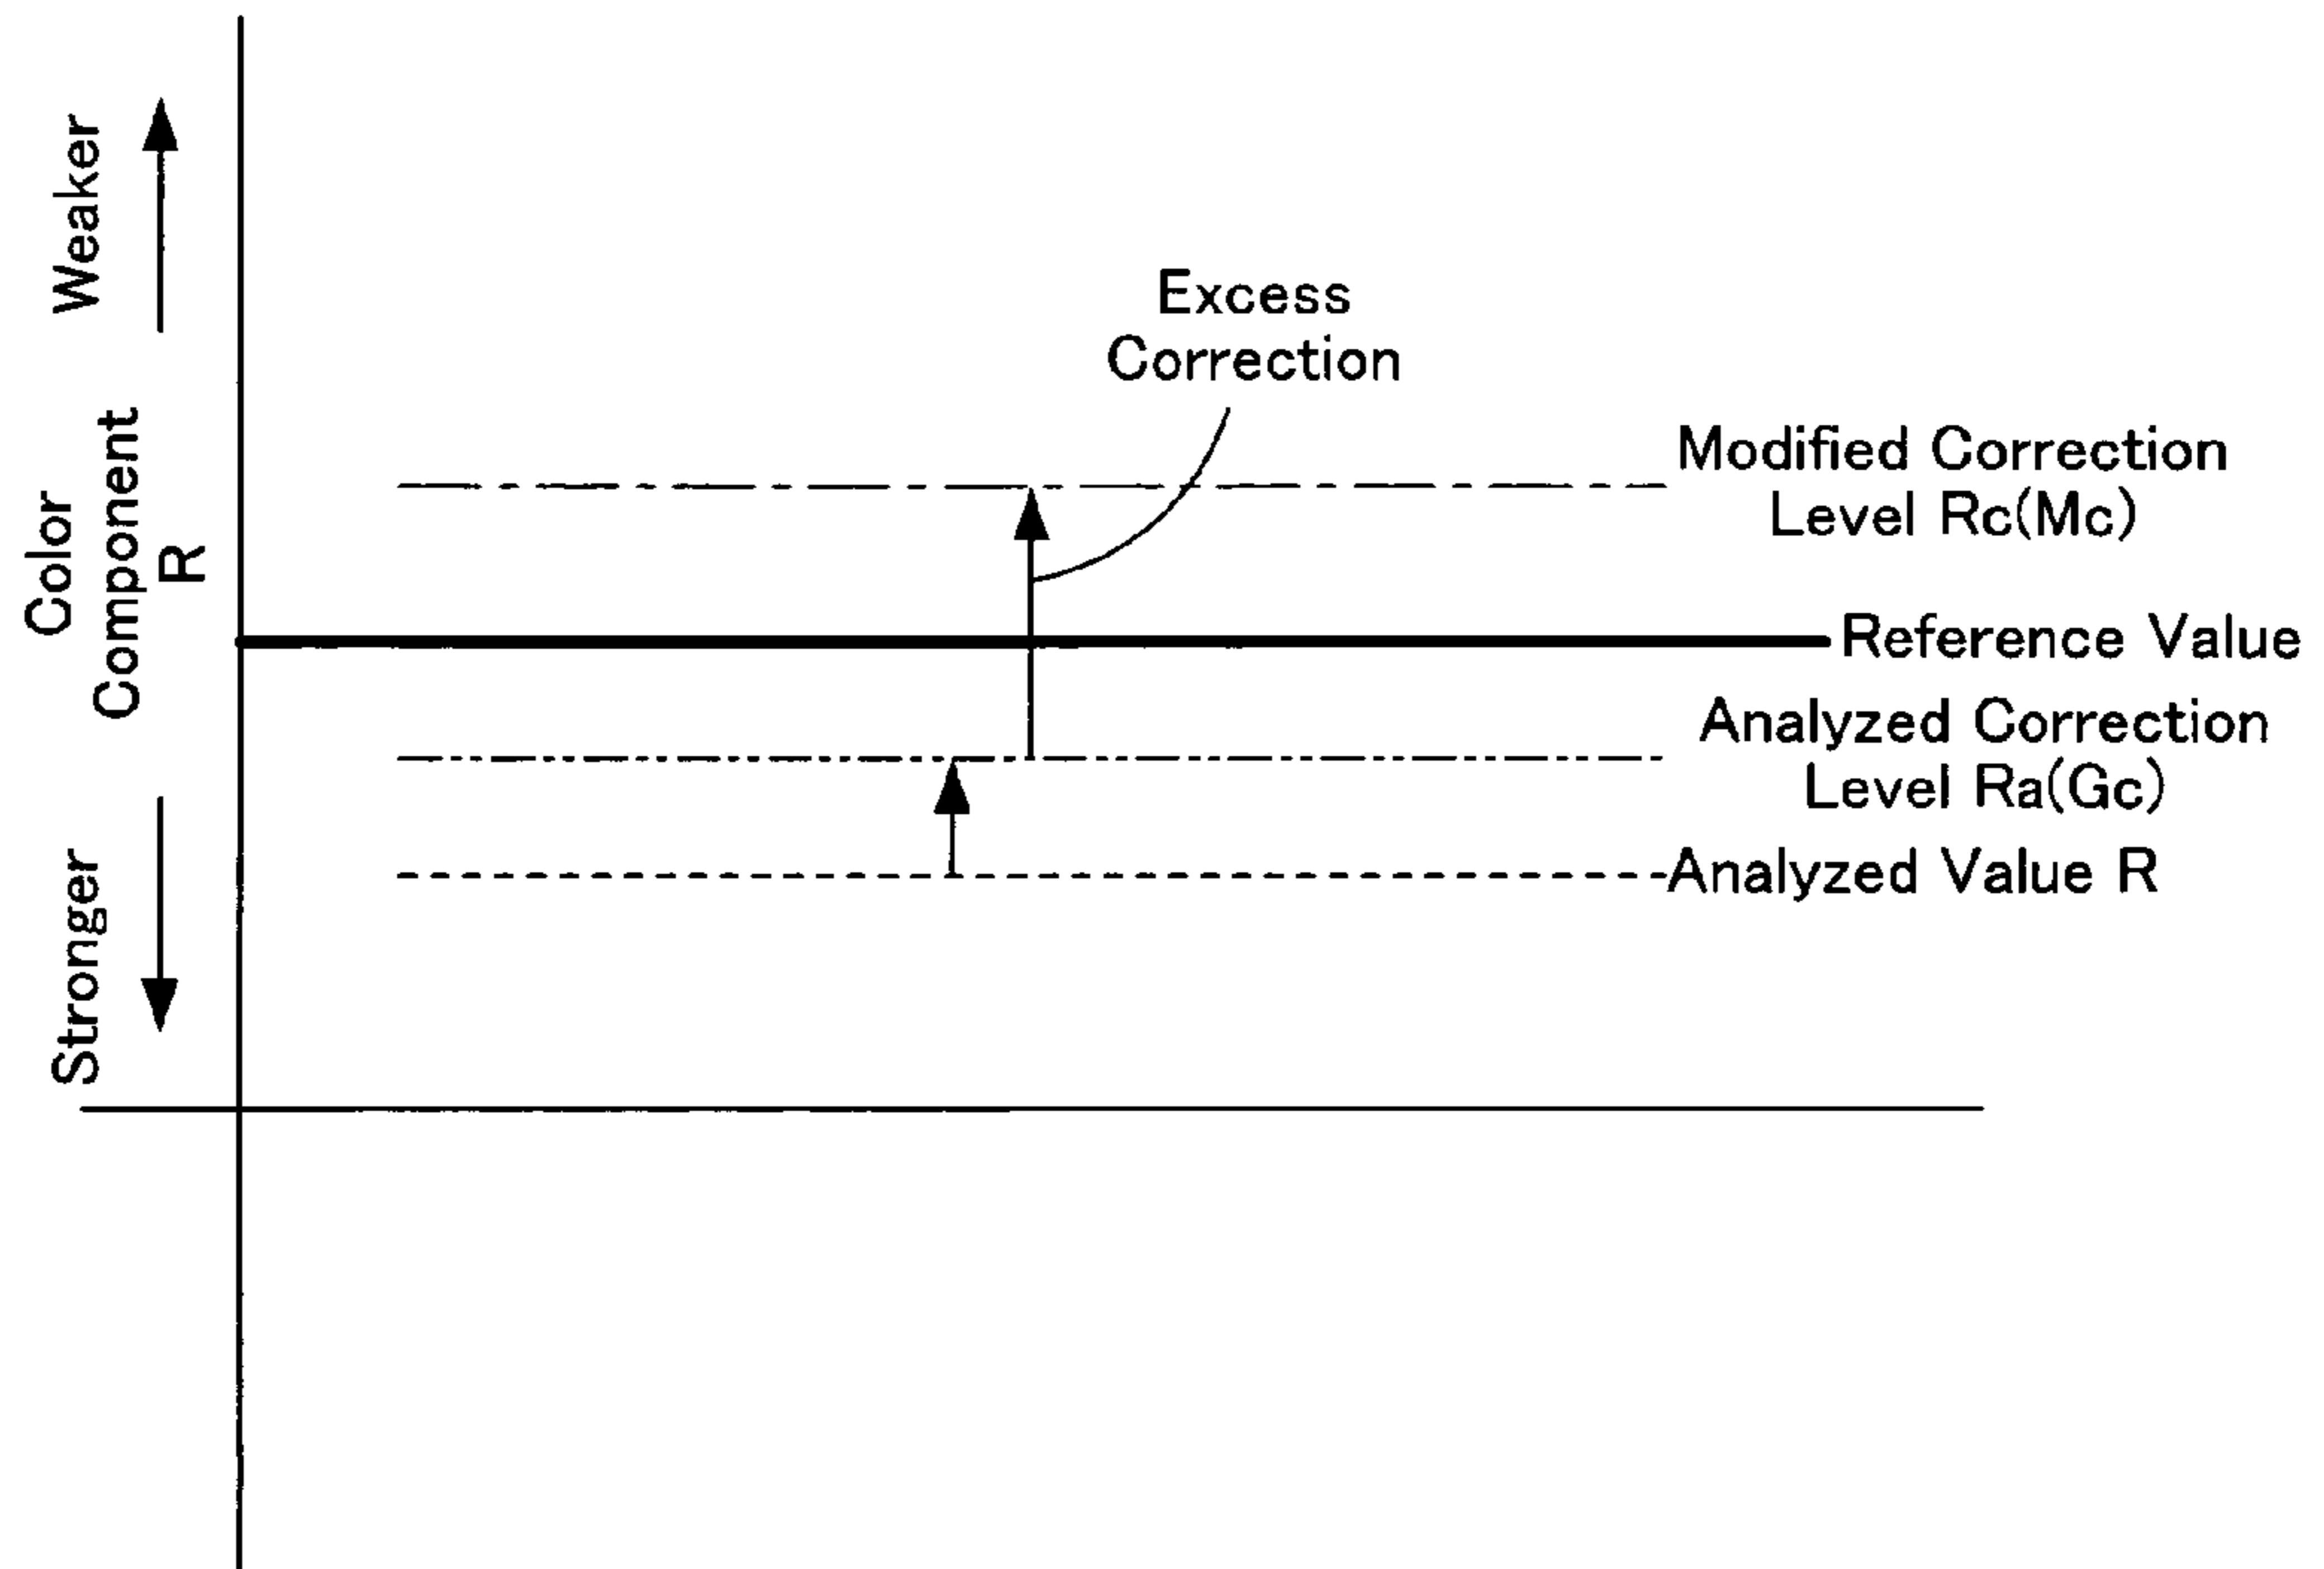 Weaker
Color
Component
R
Stronger
Excess
Correction
Modified Correction
Level Rc(Mc)
Reference Value
Analyzed Correction
Level Ra(Gc)
Analyzed Value R